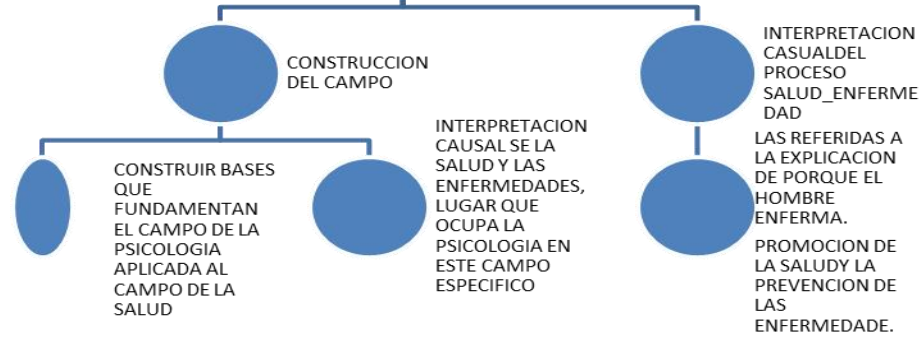 CONSTRUCCION
DEL CAMPO
CONSTRUIR BASES
QUE
FUNDAMENTAN
EL CAMPO DE LA
PSICOLOGIA
APLICADA AL
CAMPO DE LA
SALUD
INTERPRETACION
CAUSAL SE LA
SALUD Y LAS
ENFERMEDADES,
LUGAR QUE
OCUPA LA
PSICOLOGIA EN
ESTE CAMPO
ESPECIFICO
INTERPRETACION
CASUALDEL
PROCESO
SALUD_ENFERME
DAD
LAS REFERIDAS A
LA EXPLICACION
DE PORQUE EL
HOMBRE
ENFERMA.
PROMOCION DE
LA SALUDY LA
PREVENCION DE
LAS
ENFERMEDADE.